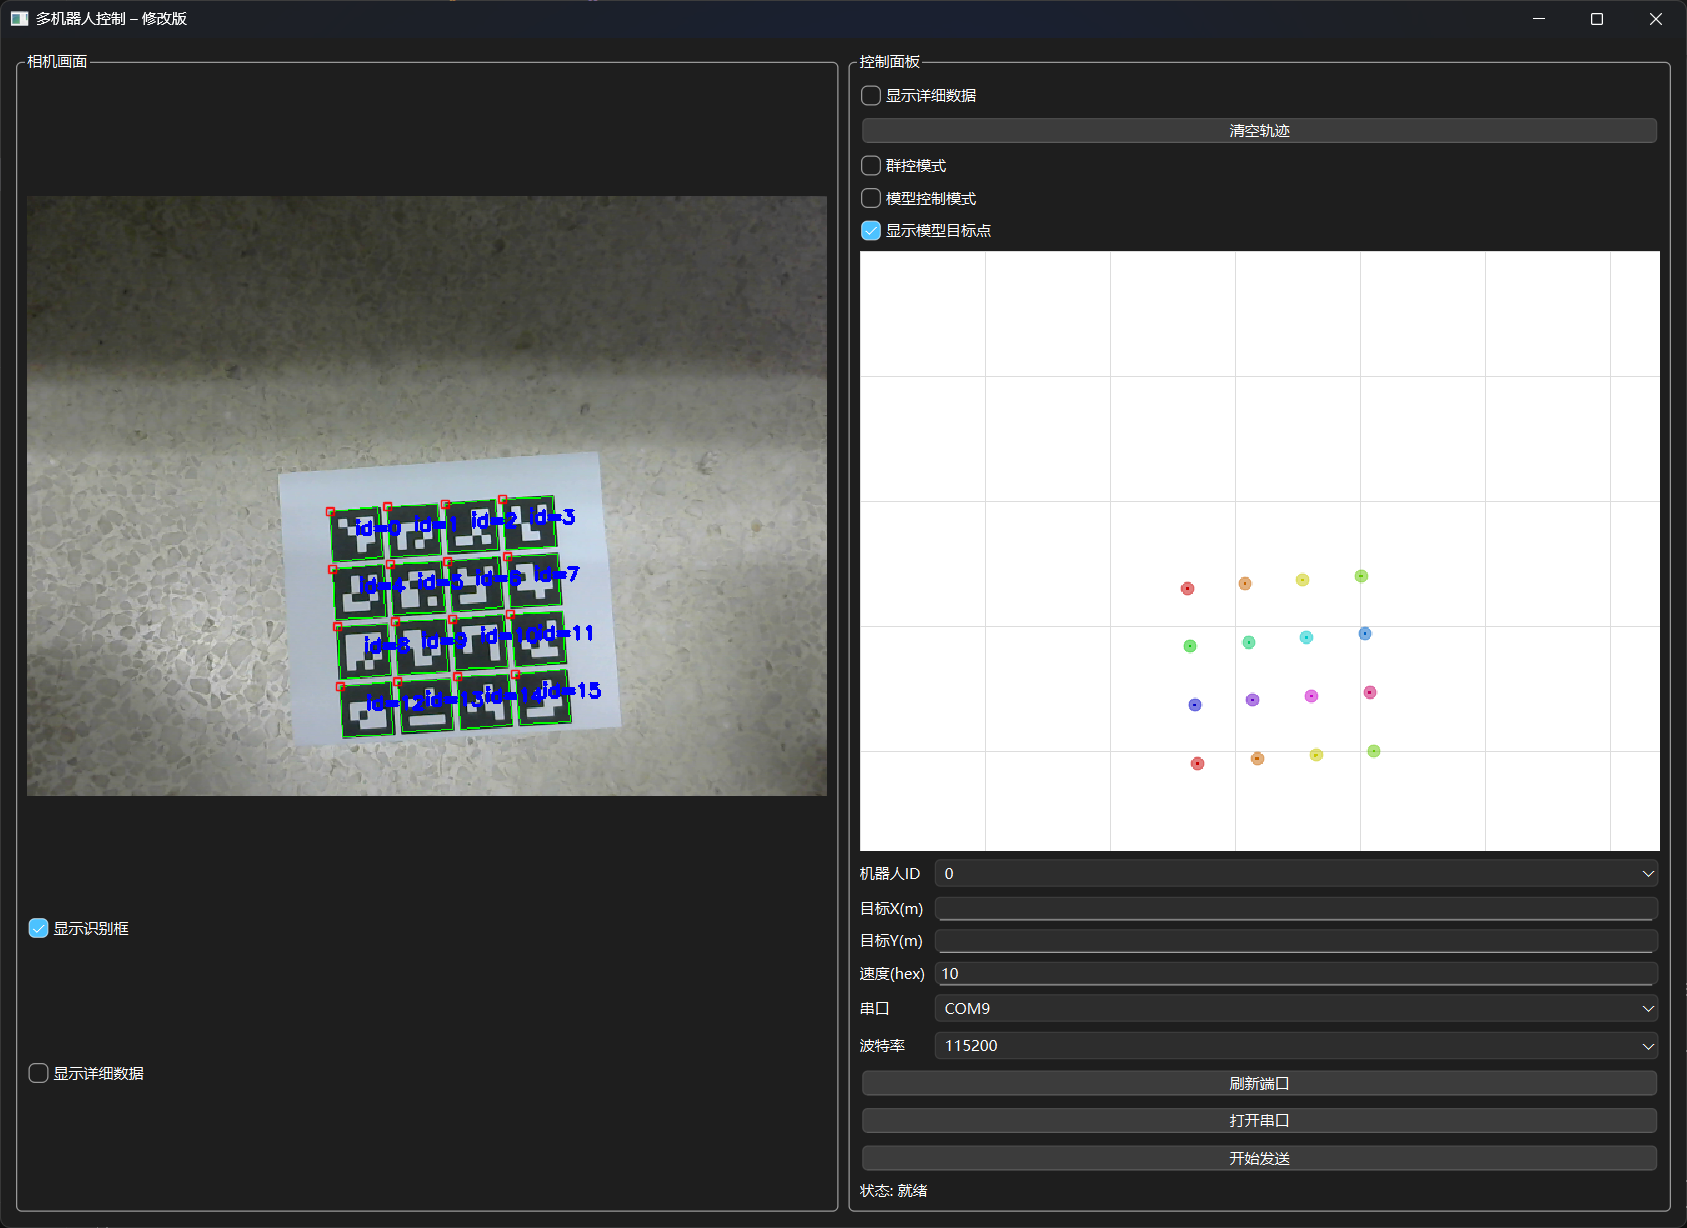 多机器人控制 – 修改版
相机画面
id=0 id=1 id=2 id=3
id=4 id=5 id=6 id=7
id=8 id=9 id=10 id=11
id=12 id=13 id=14 id=15
显示识别框
显示详细数据
控制面板
显示详细数据
清空轨迹
群控模式
模型控制模式
显示模型目标点
机器人ID 0
目标X(m)
目标Y(m)
速度(hex) 10
串口 COM9
波特率 115200
刷新端口
打开串口
开始发送
状态: 就绪